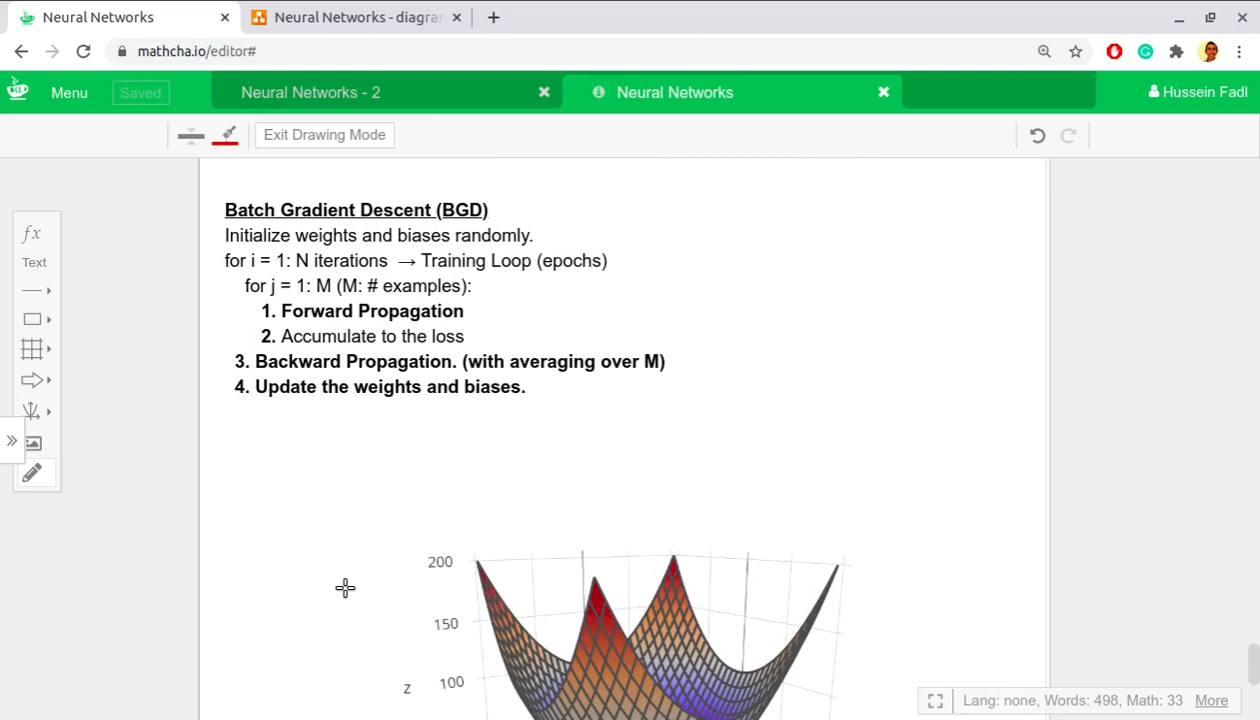 Neural Networks
Neural Networks - diagra
mathcha.io/editor#
Menu
Saved
Neural Networks - 2
Neural Networks
Hussein Fadl
Exit Drawing Mode
fx
Text
Batch Gradient Descent (BGD)
Initialize weights and biases randomly.
for i = 1: N iterations → Training Loop (epochs)
for j = 1: M (M: # examples):
1. Forward Propagation
2. Accumulate to the loss
3. Backward Propagation. (with averaging over M)
4. Update the weights and biases.
200
150
100
z
Lang: none, Words: 498, Math: 33 More